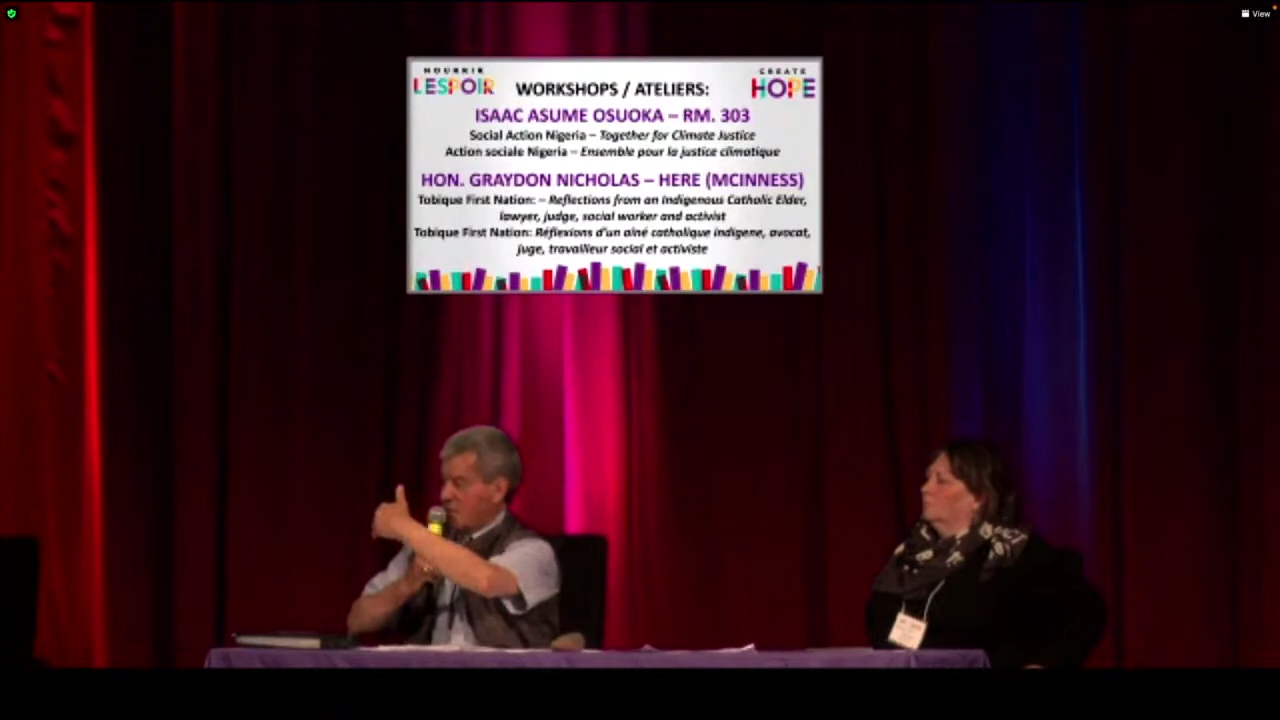 View
NOURRIR
L'ESPOIR
CREATE
HOPE
WORKSHOPS / ATELIERS:
ISAAC ASUME OSUOKA – RM. 303
Social Action Nigeria – Together for Climate Justice
Action sociale Nigeria – Ensemble pour la justice climatique
HON. GRAYDON NICHOLAS – HERE (MCINNESS)
Tobique First Nation: – Reflections from an Indigenous Catholic Elder,
lawyer, judge, social worker and activist
Tobique First Nation: Réflexions d'un aîné catholique indigène, avocat,
juge, travailleur social et activiste